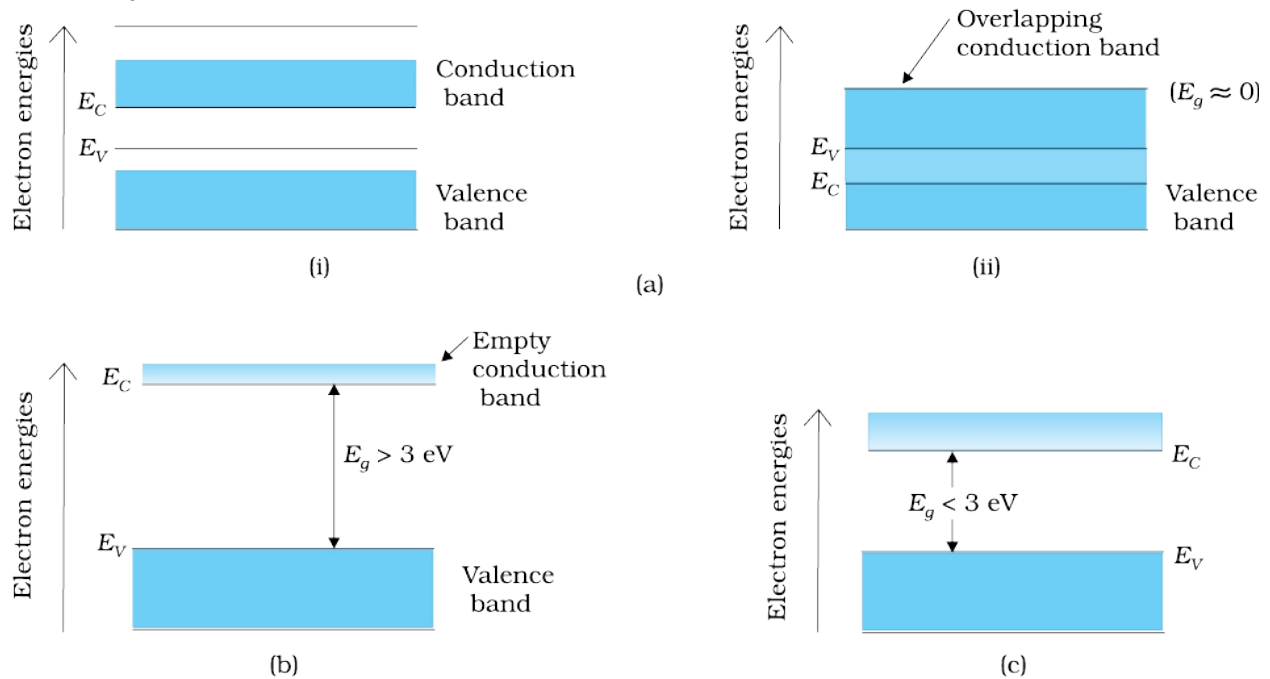 Electron energies
Conduction
band
E_C
E_V
Valence
band
(i)
Electron energies
Overlapping
conduction band
(E_g ≈ 0)
E_V
E_C
Valence
band
(ii)
(a)
Electron energies
Empty
conduction
band
E_C
E_g > 3 eV
E_V
Valence
band
(b)
Electron energies
E_C
E_g < 3 eV
E_V
(c)